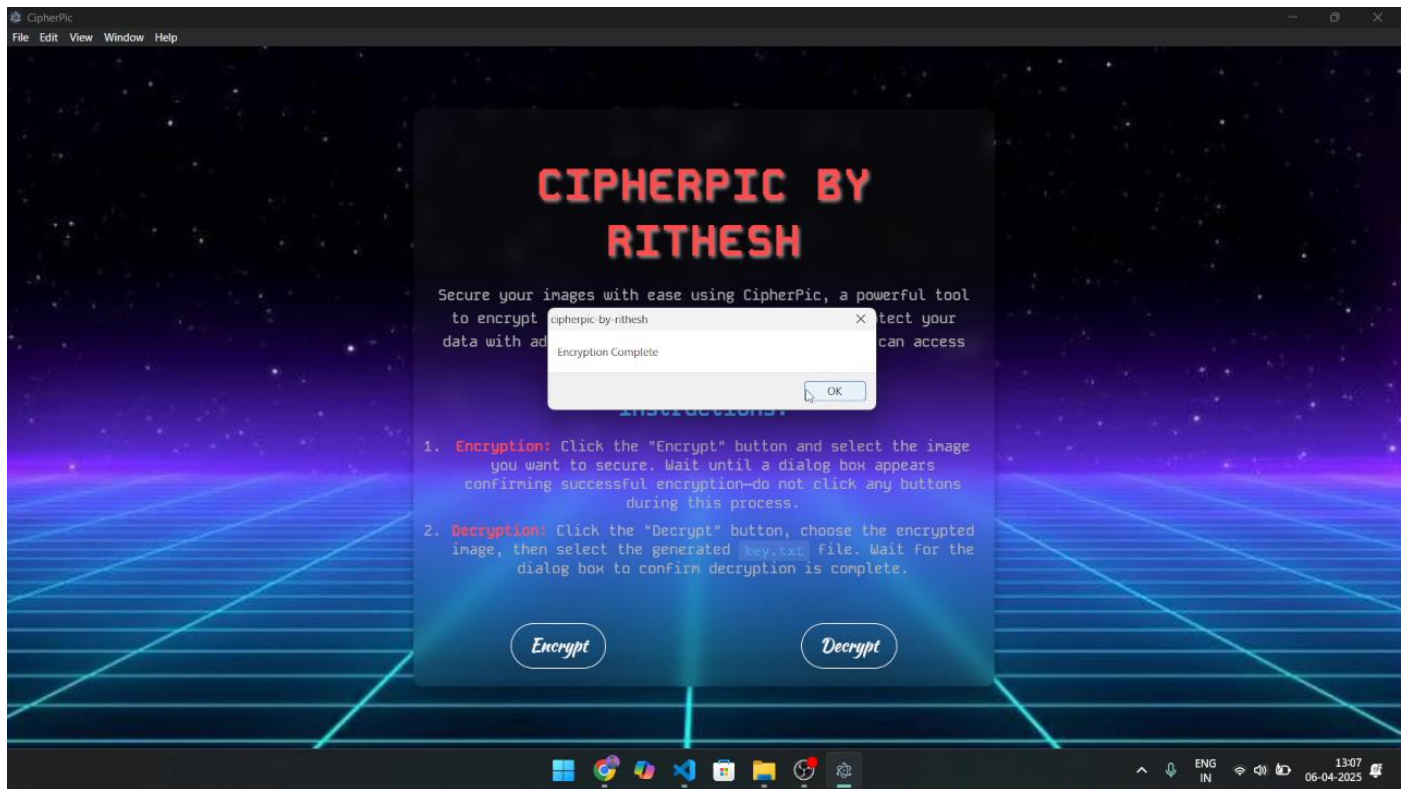 CipherPic
File Edit View Window Help
CIPHERPIC BY
RITHESH
Secure your images with ease using CipherPic, a powerful tool
to encrypt
tect your
data with ad
can access
cipherpic-by-rithesh
Encryption Complete
OK
Instructions:
1. Encryption: Click the "Encrypt" button and select the image
you want to secure. Wait until a dialog box appears
confirming successful encryption—do not click any buttons
during this process.
2. Decryption: Click the "Decrypt" button, choose the encrypted
image, then select the generated key.txt file. Wait for the
dialog box to confirm decryption is complete.
Encrypt
Decrypt
ENG
IN
13:07
06-04-2025